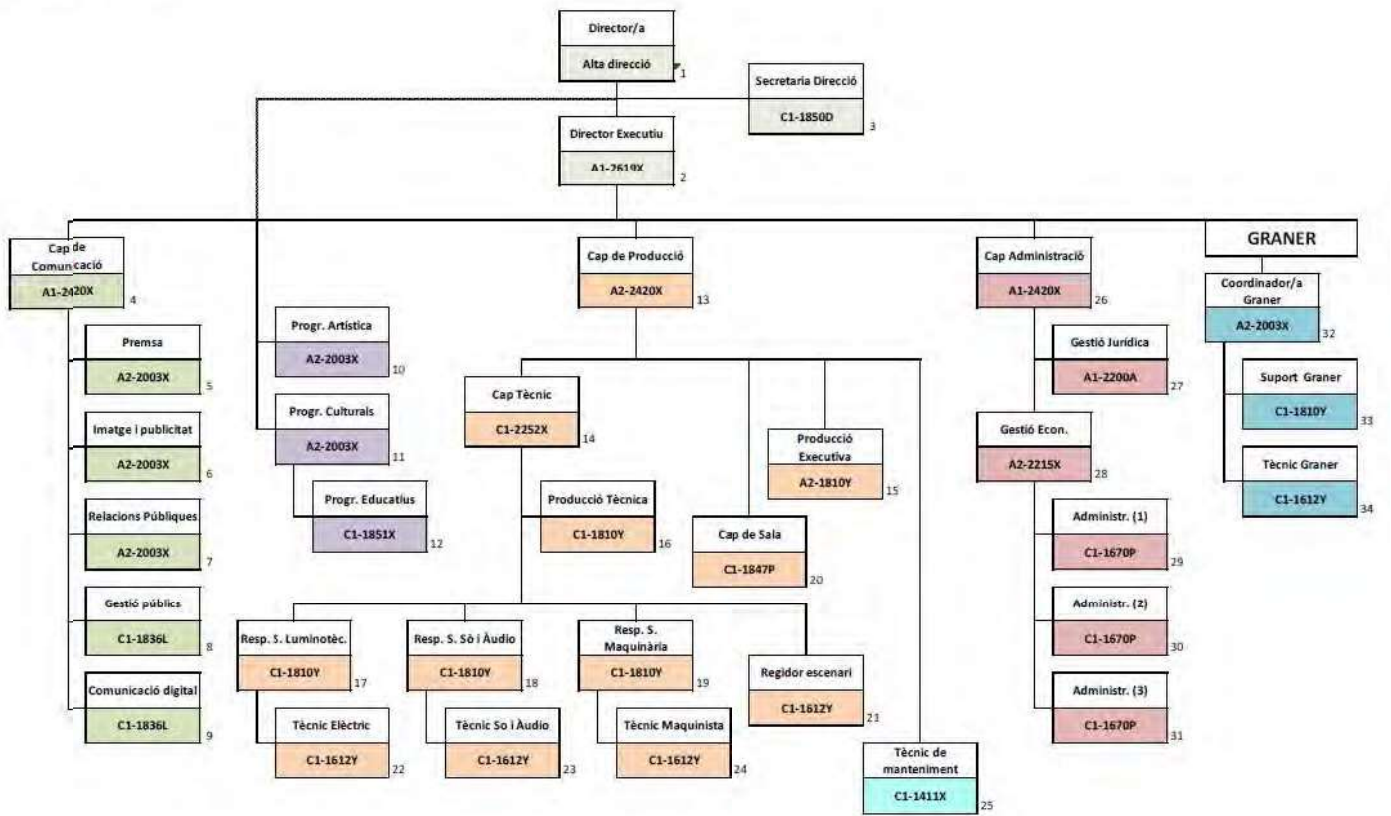 Director/a
Alta direcció
1
Secretaria Direcció
C1-1850D
3
Director Executiu
A1-2619X
2
Cap de
Comunicació
A1-2420X
4
Premsa
A2-2003X
5
Imatge i publicitat
A2-2003X
6
Relacions Públiques
A2-2003X
7
Gestió públics
C1-1836L
8
Comunicació digital
C1-1836L
9
Progr. Artística
A2-2003X
10
Progr. Culturals
A2-2003X
11
Progr. Educatius
C1-1851X
12
Cap de Producció
A2-2420X
13
Cap Tècnic
C1-2252X
14
Producció
Executiva
A2-1810Y
15
Producció Tècnica
C1-1810Y
16
Cap de Sala
C1-1847P
20
Resp. S. Luminotèc.
C1-1810Y
17
Resp. S. Sò i Àudio
C1-1810Y
18
Resp. S.
Maquinària
C1-1810Y
19
Regidor escenari
C1-1612Y
21
Tècnic Elèctric
C1-1612Y
22
Tècnic So i Àudio
C1-1612Y
23
Tècnic Maquinista
C1-1612Y
24
Tècnic de
manteniment
C1-1411X
25
Cap Administració
A1-2420X
26
Gestió Jurídica
A1-2200A
27
Gestió Econ.
A2-2215X
28
Administr. (1)
C1-1670P
29
Administr. (2)
C1-1670P
30
Administr. (3)
C1-1670P
31
GRANER
Coordinador/a
Graner
A2-2003X
32
Suport Graner
C1-1810Y
33
Tècnic Graner
C1-1612Y
34